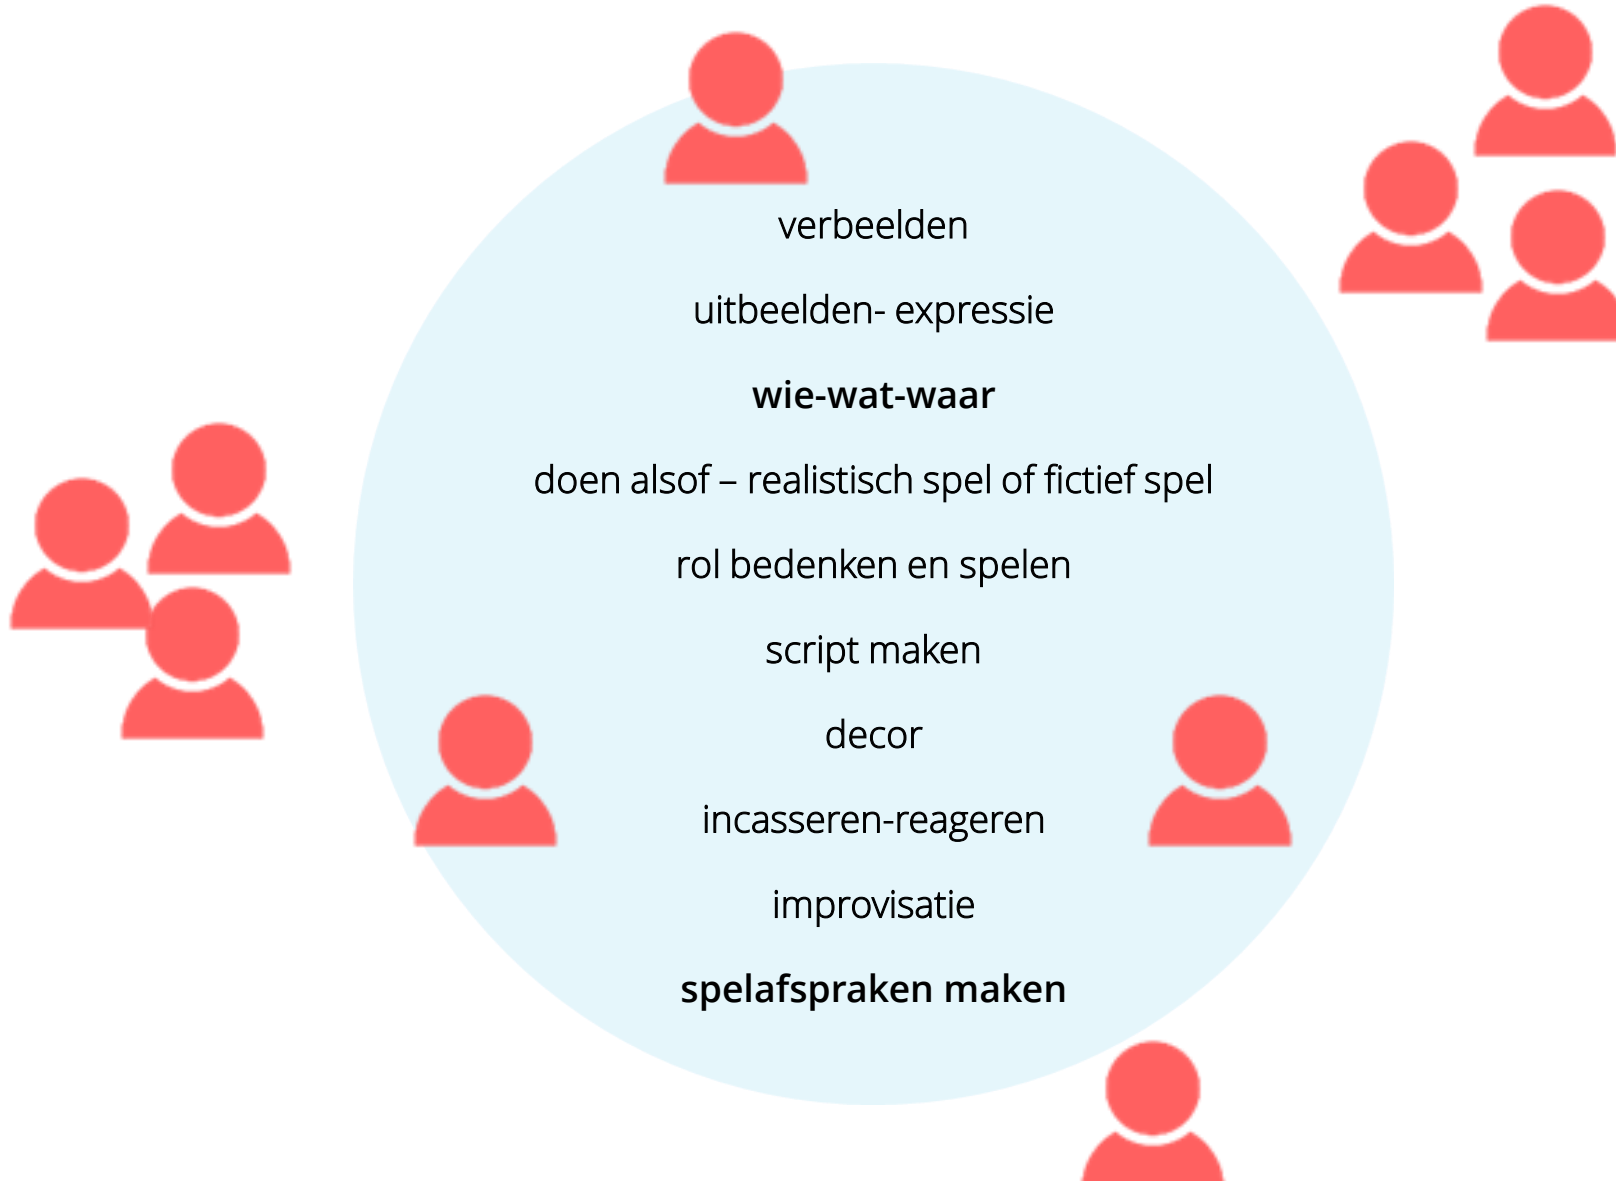 verbeelden
uitbeelden- expressie
wie-wat-waar
doen alsof – realistisch spel of fictief spel
rol bedenken en spelen
script maken
decor
incasseren-reageren
improvisatie
spelafspraken maken